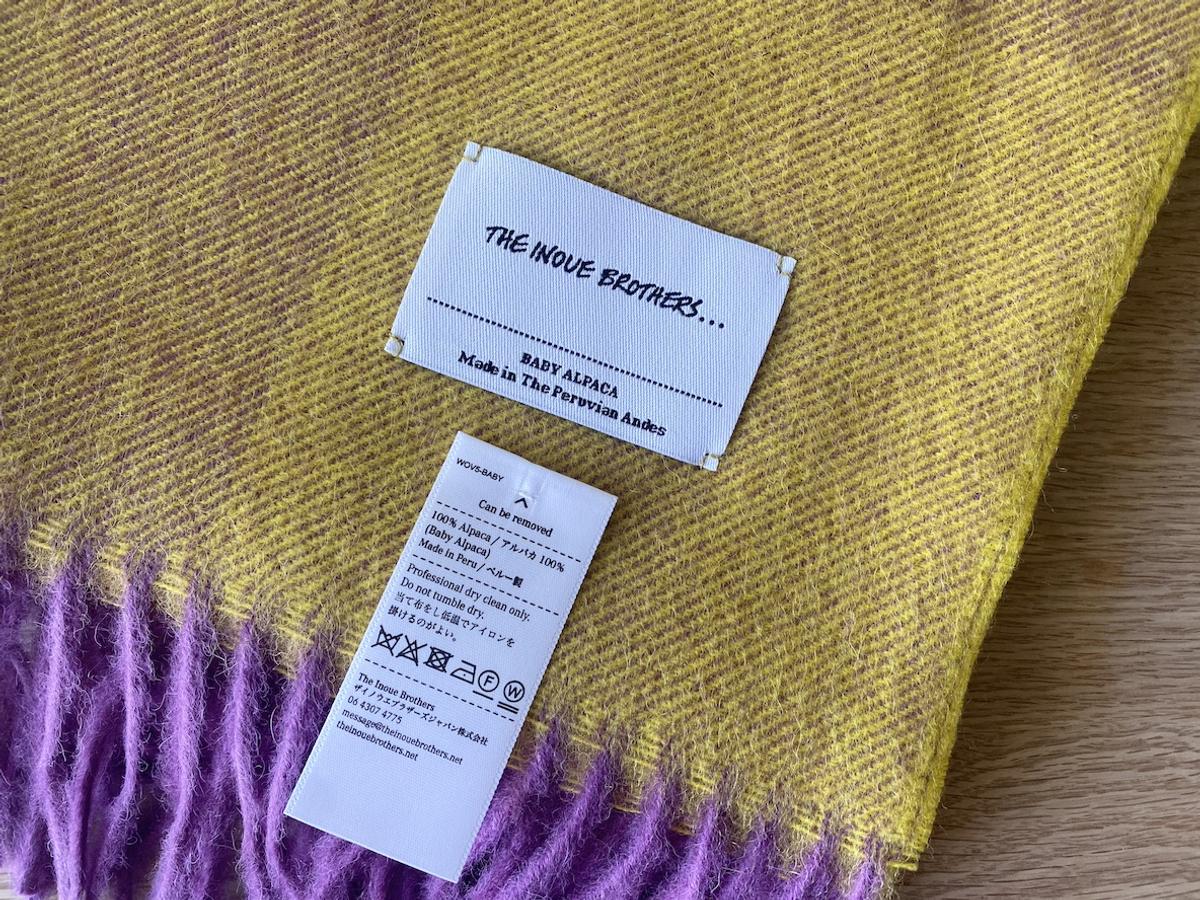 THE INOUE BROTHERS...
BABY ALPACA
Made in The Peruvian Andes
WOV5-BABY
Can be removed
100% Alpaca / アルパカ 100%
(Baby Alpaca)
Made in Peru / ペルー製
Professional dry clean only.
Do not tumble dry.
当て布をし低温でアイロンを
掛けるのがよい。
F W
The Inoue Brothers
ザイノウエブラザーズジャパン株式会社
06 4307 4775
message@theinouebrothers.net
theinouebrothers.net